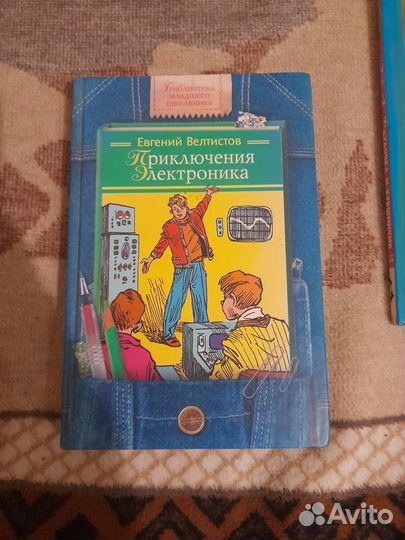 Библиотека
младшего
школьника
Евгений Велтистов
Приключения
Электроника
Avito